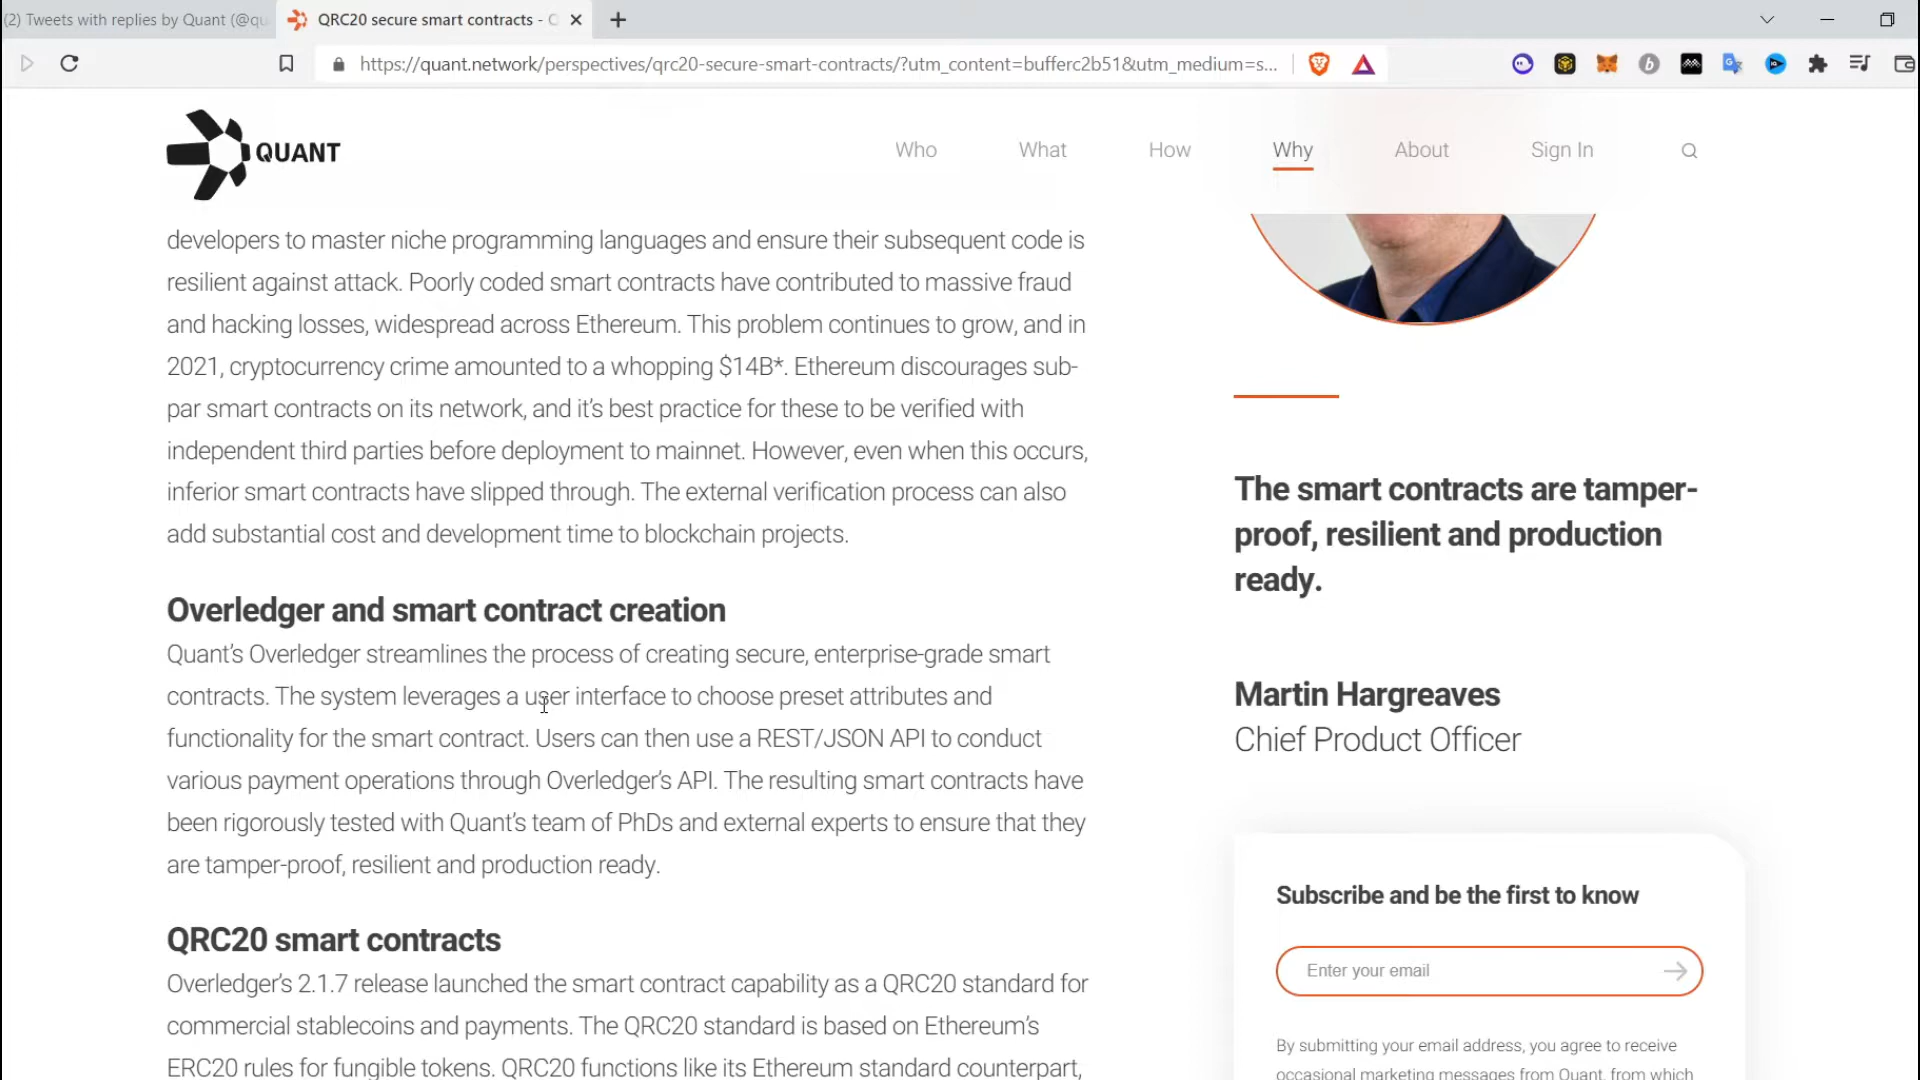 (2) Tweets with replies by Quant (@qu
QRC20 secure smart contracts -
https://quant.network/perspectives/qrc20-secure-smart-contracts/?utm_content=bufferc2b51&utm_medium=s...
QUANT
Who
What
How
Why
About
Sign In
developers to master niche programming languages and ensure their subsequent code is
resilient against attack. Poorly coded smart contracts have contributed to massive fraud
and hacking losses, widespread across Ethereum. This problem continues to grow, and in
2021, cryptocurrency crime amounted to a whopping $14B*. Ethereum discourages sub-
par smart contracts on its network, and it's best practice for these to be verified with
independent third parties before deployment to mainnet. However, even when this occurs,
inferior smart contracts have slipped through. The external verification process can also
add substantial cost and development time to blockchain projects.
Overledger and smart contract creation
Quant's Overledger streamlines the process of creating secure, enterprise-grade smart
contracts. The system leverages a user interface to choose preset attributes and
functionality for the smart contract. Users can then use a REST/JSON API to conduct
various payment operations through Overledger's API. The resulting smart contracts have
been rigorously tested with Quant's team of PhDs and external experts to ensure that they
are tamper-proof, resilient and production ready.
QRC20 smart contracts
Overledger's 2.1.7 release launched the smart contract capability as a QRC20 standard for
commercial stablecoins and payments. The QRC20 standard is based on Ethereum's
ERC20 rules for fungible tokens. QRC20 functions like its Ethereum standard counterpart,
The smart contracts are tamper-
proof, resilient and production
ready.
Martin Hargreaves
Chief Product Officer
Subscribe and be the first to know
Enter your email
By submitting your email address, you agree to receive
occasional marketing messages from Quant, from which